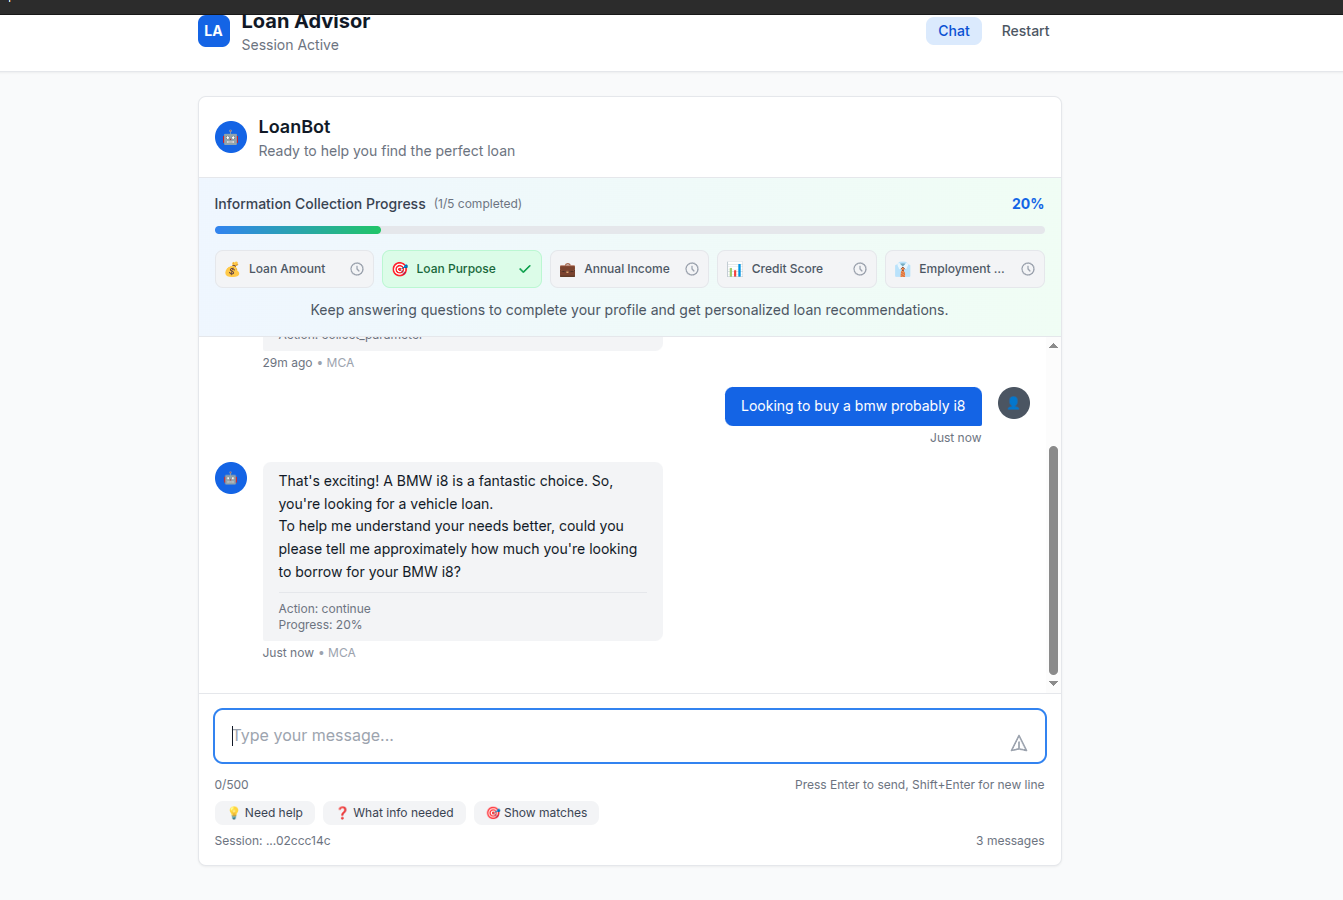 LA
Loan Advisor
Session Active
Chat
Restart
LoanBot
Ready to help you find the perfect loan
Information Collection Progress (1/5 completed)
20%
Loan Amount
Loan Purpose
Annual Income
Credit Score
Employment ...
Keep answering questions to complete your profile and get personalized loan recommendations.
Action: collect_parameter
29m ago • MCA
Looking to buy a bmw probably i8
Just now
That's exciting! A BMW i8 is a fantastic choice. So,
you're looking for a vehicle loan.
To help me understand your needs better, could you
please tell me approximately how much you're looking
to borrow for your BMW i8?
Action: continue
Progress: 20%
Just now • MCA
Type your message...
0/500
Press Enter to send, Shift+Enter for new line
Need help
What info needed
Show matches
Session: ...02ccc14c
3 messages